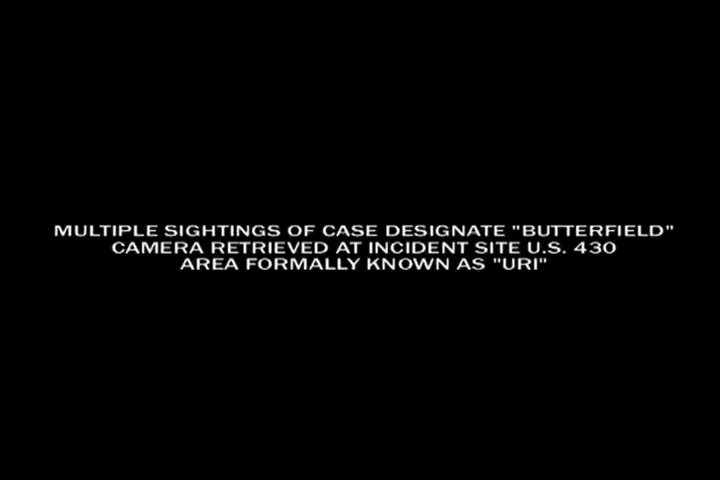 MULTIPLE SIGHTINGS OF CASE DESIGNATE "BUTTERFIELD"
CAMERA RETRIEVED AT INCIDENT SITE U.S. 430
AREA FORMALLY KNOWN AS "URI"